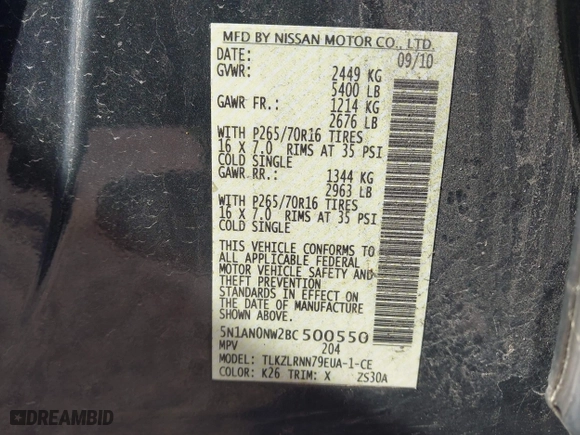 MFD BY NISSAN MOTOR CO., LTD.
DATE: 09/10
GVWR: 2449 KG
5400 LB
GAWR FR.: 1214 KG
2676 LB
WITH P265/70R16 TIRES
16 X 7.0 RIMS AT 35 PSI
COLD SINGLE
GAWR RR.: 1344 KG
2963 LB
WITH P265/70R16 TIRES
16 X 7.0 RIMS AT 35 PSI
COLD SINGLE
THIS VEHICLE CONFORMS TO
ALL APPLICABLE FEDERAL
MOTOR VEHICLE SAFETY AND
THEFT PREVENTION
STANDARDS IN EFFECT ON
THE DATE OF MANUFACTURE
SHOWN ABOVE.
5N1AN0NW2BC500550
MPV 204
MODEL: TLKZLRNN79EUA-1-CE
COLOR: K26 TRIM: X ZS30A
DREAMBID